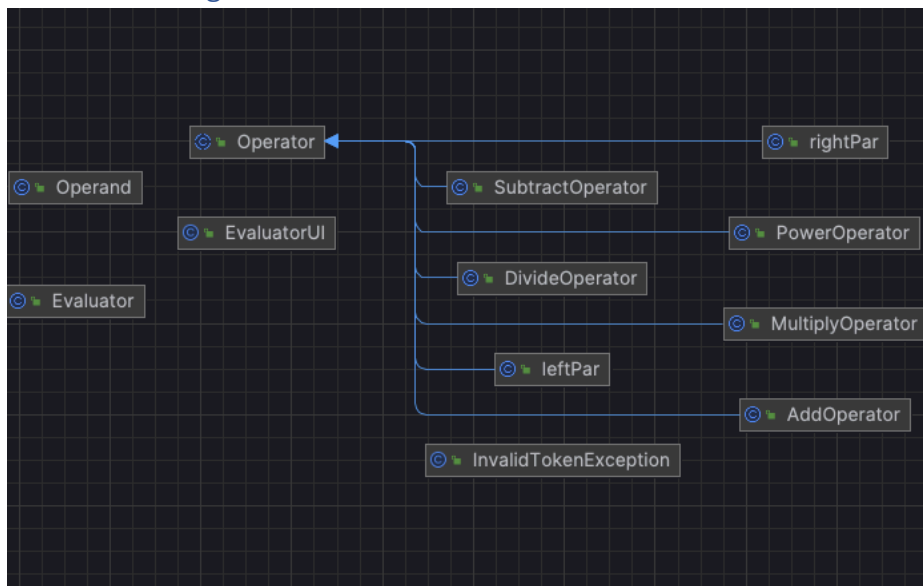 Operator
rightPar
Operand
SubtractOperator
EvaluatorUI
PowerOperator
DivideOperator
Evaluator
MultiplyOperator
leftPar
AddOperator
InvalidTokenException